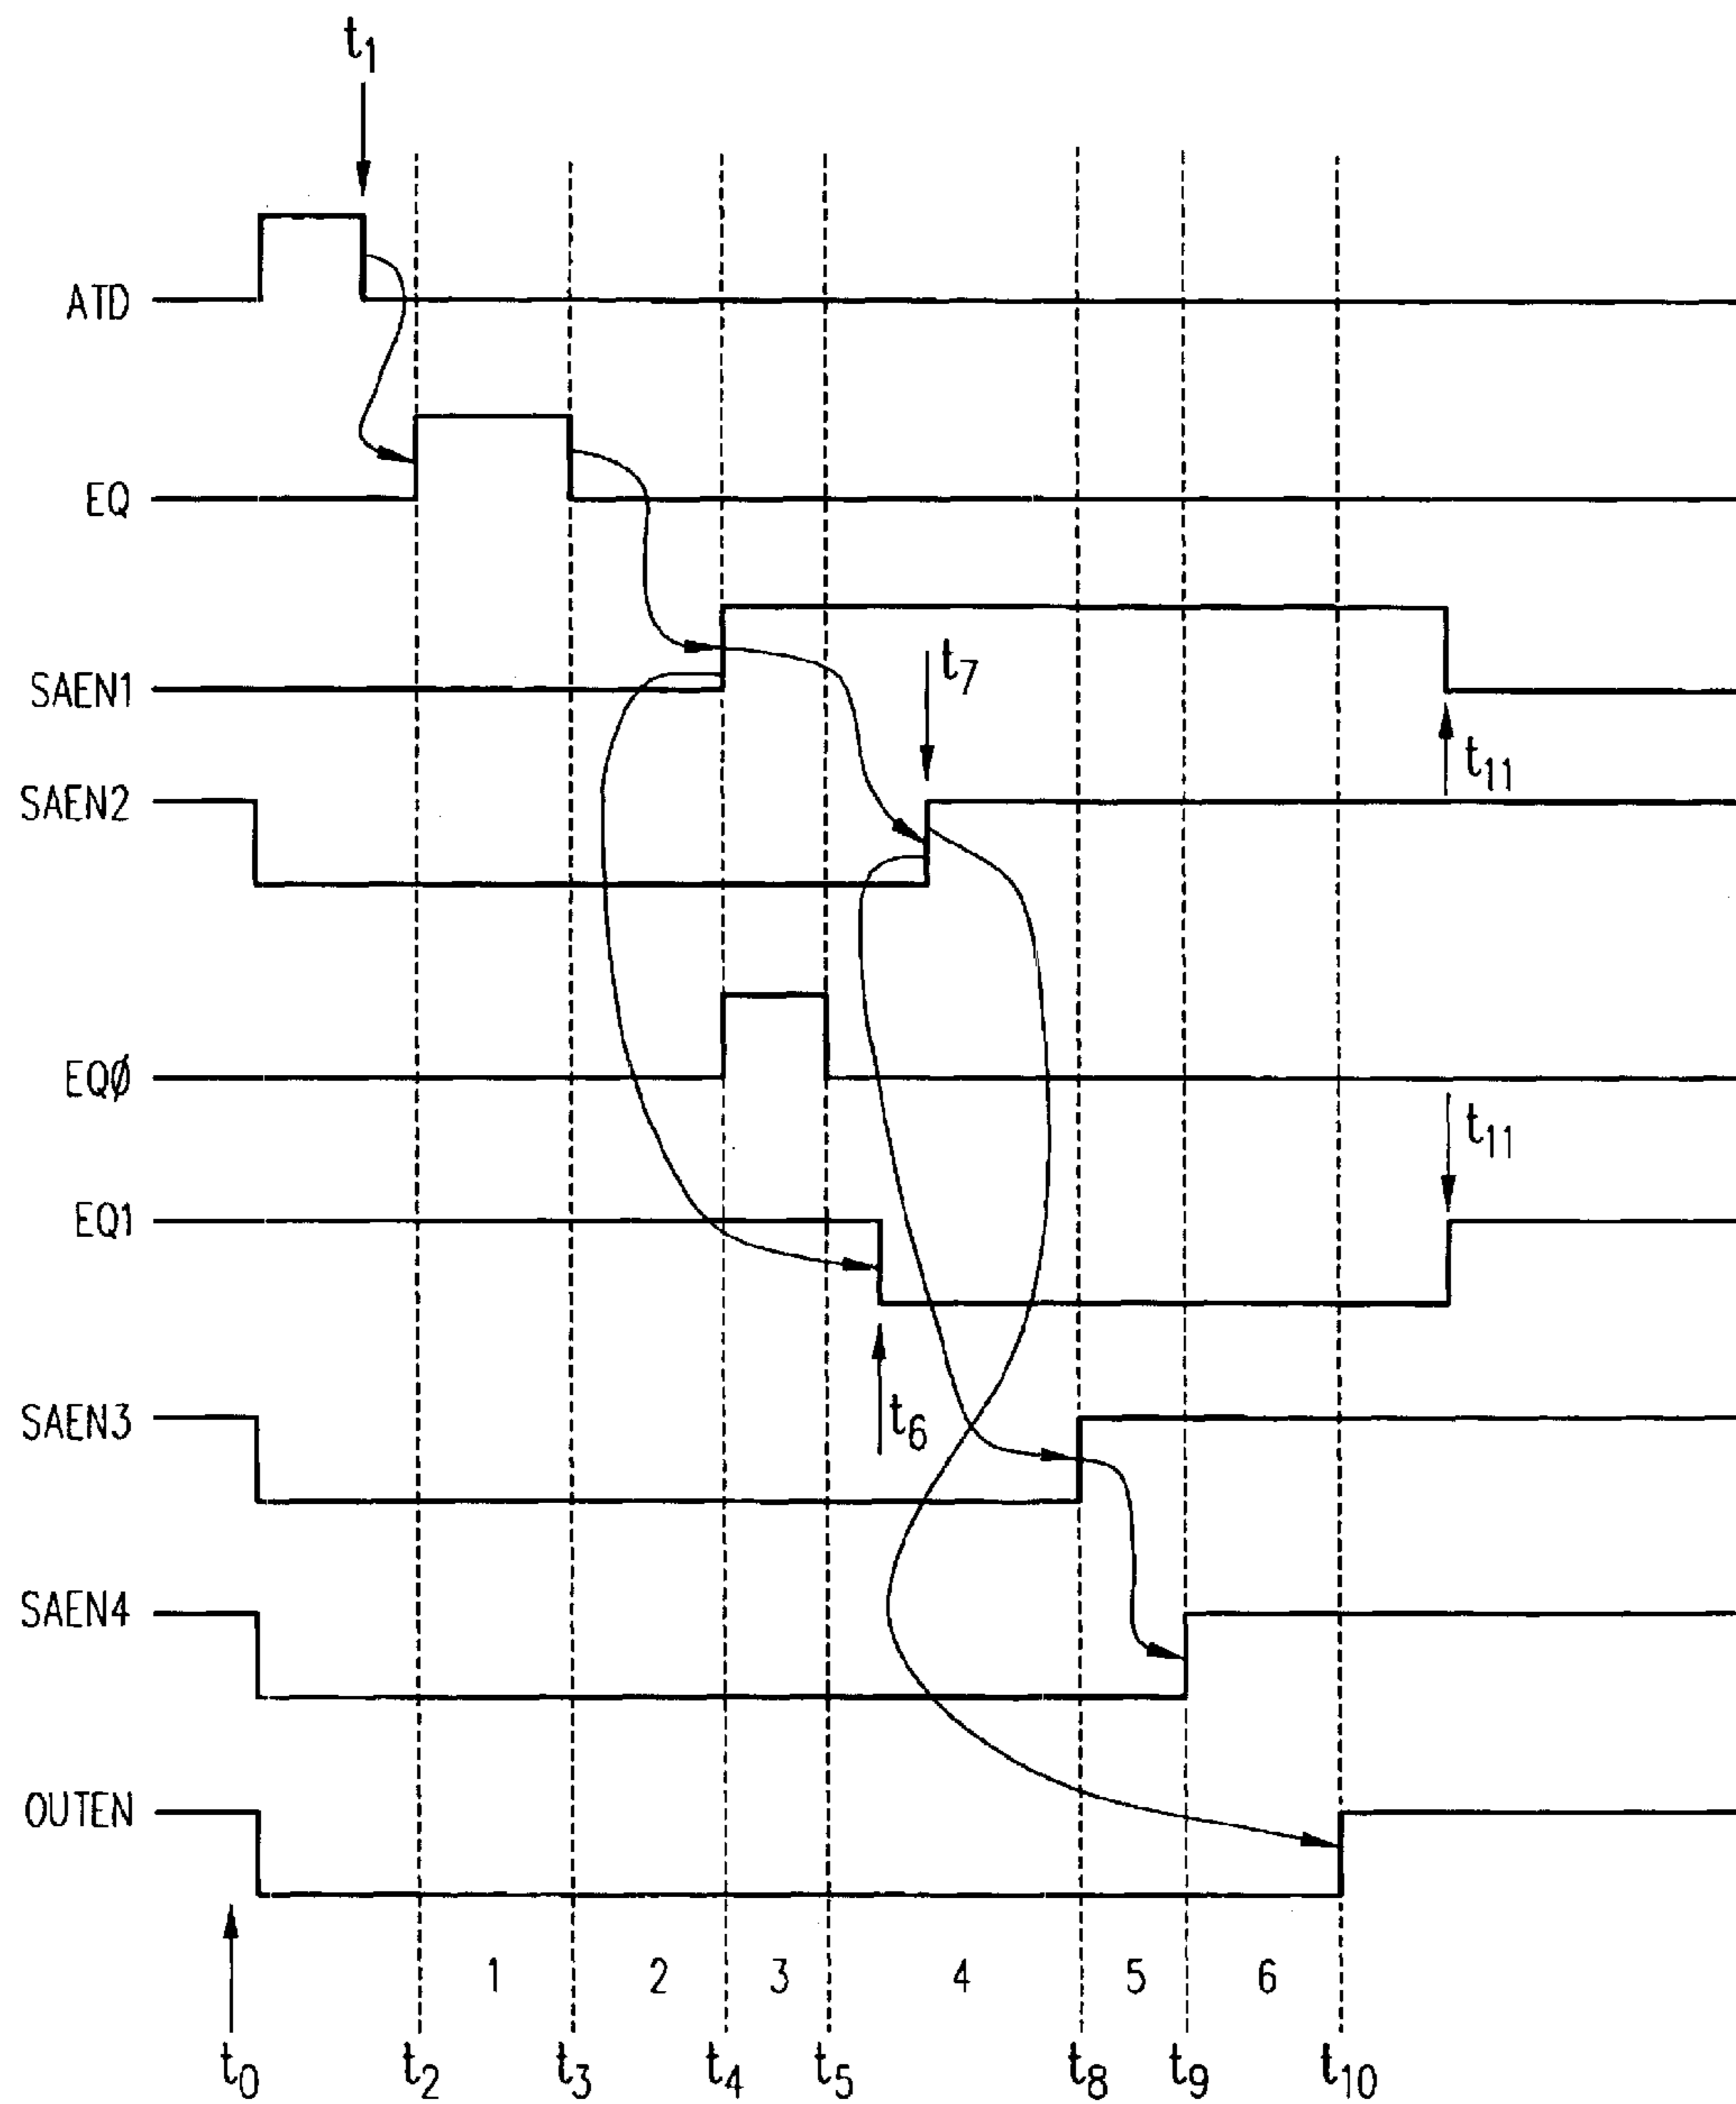 t1
ATD
EQ
SAEN1
t7
t11
SAEN2
EQØ
t11
EQ1
SAEN3
t6
SAEN4
OUTEN
1 2 3 4 5 6
t0 t2 t3 t4 t5 t8 t9 t10